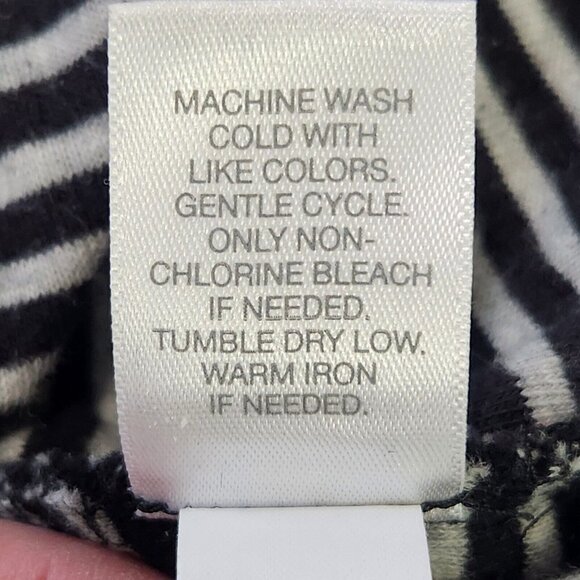 MACHINE WASH
COLD WITH
LIKE COLORS.
GENTLE CYCLE.
ONLY NON-
CHLORINE BLEACH
IF NEEDED.
TUMBLE DRY LOW.
WARM IRON
IF NEEDED.